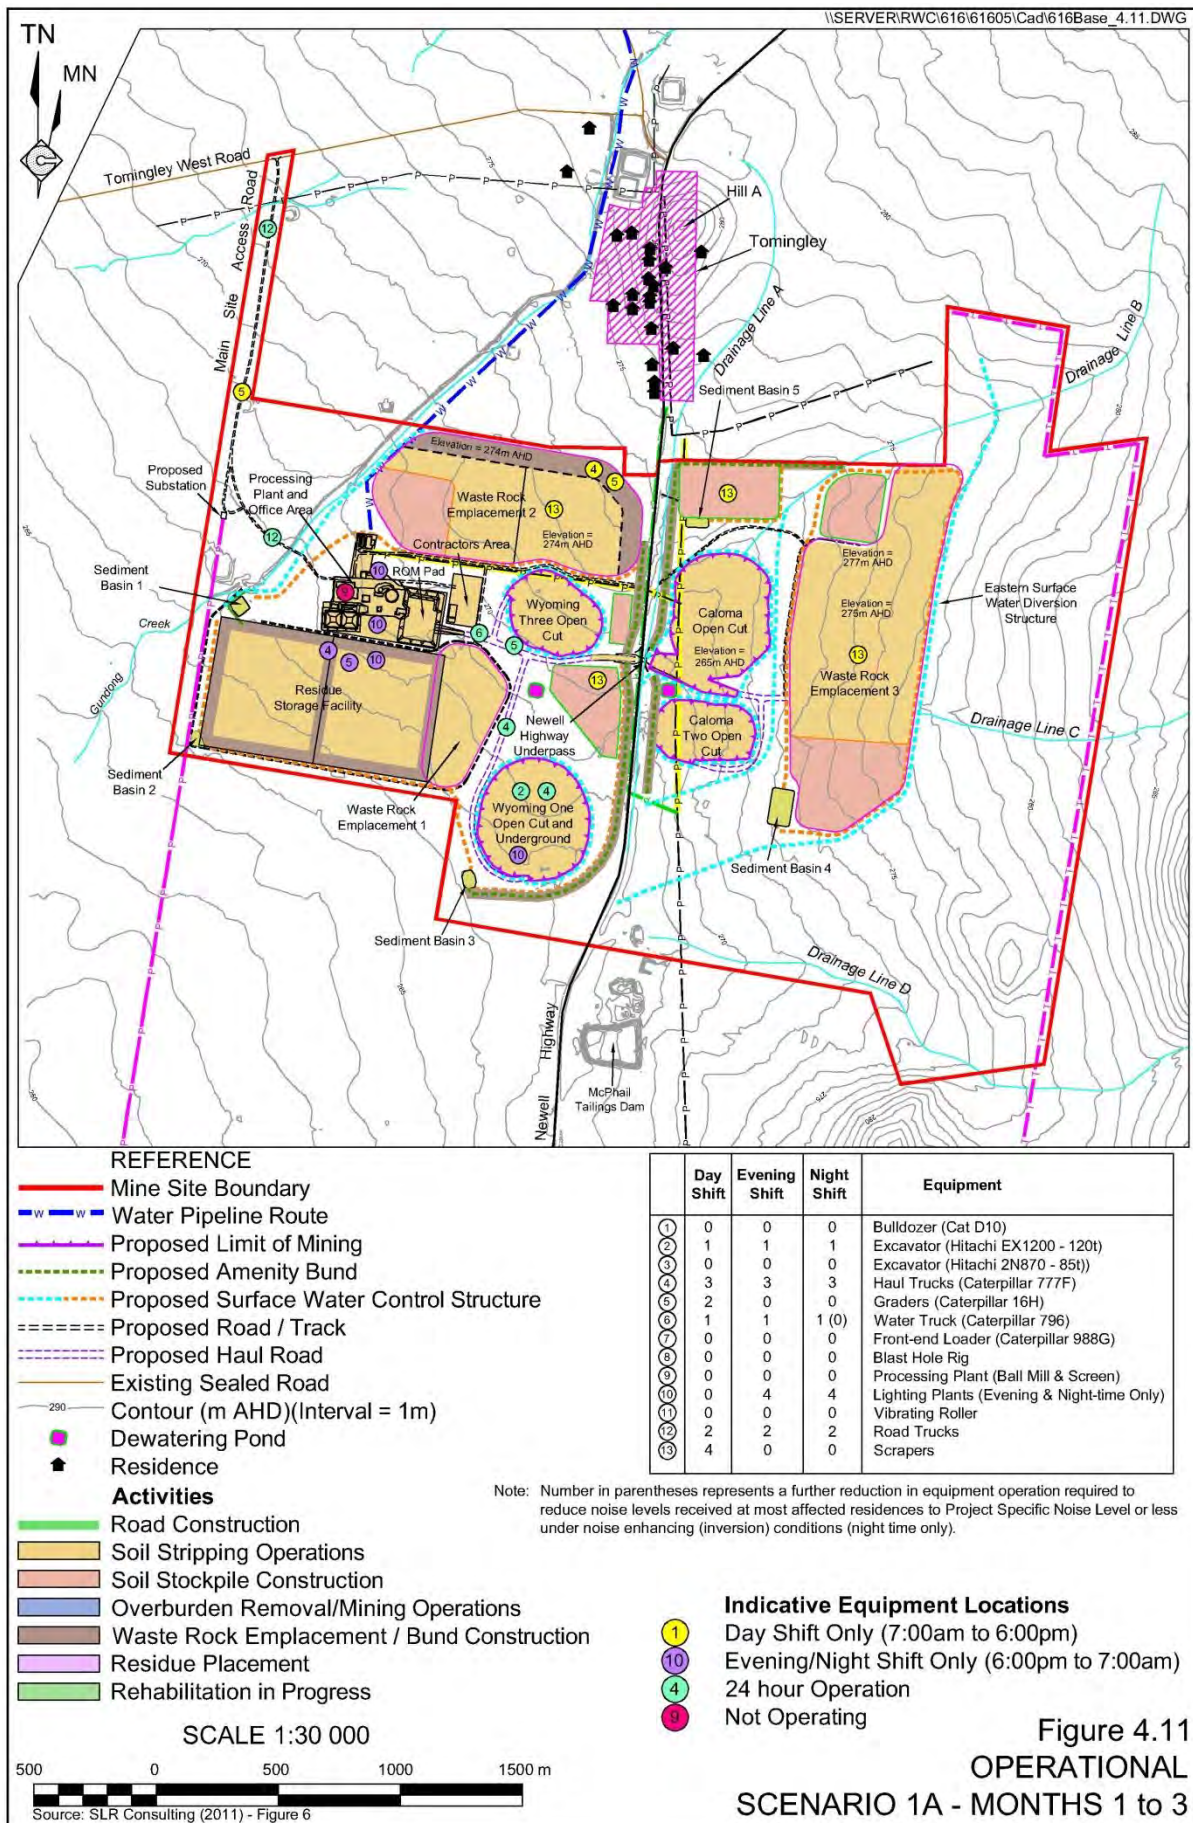 \\SERVER\RWC\616\61605\Cad\616Base_4.11.DWG
TN
MN
Tomingley West Road
Main Site Access Road
Hill A
Tomingley
Drainage Line A
Drainage Line B
Sediment Basin 5
Proposed
Substation
Processing
Plant and
Office Area
Elevation = 274m AHD
Waste Rock
Emplacement 2
Elevation =
274m AHD
Contractors Area
ROM Pad
Elevation =
277m AHD
Elevation =
275m AHD
Eastern Surface
Water Diversion
Structure
Sediment
Basin 1
Gundong
Creek
Wyoming
Three Open
Cut
Caloma
Open Cut
Elevation =
265m AHD
Waste Rock
Emplacement 3
Residue
Storage Facility
Newell
Highway
Underpass
Caloma
Two Open
Cut
Drainage Line C
Sediment
Basin 2
Waste Rock
Emplacement 1
Wyoming One
Open Cut and
Underground
Sediment Basin 4
Sediment Basin 3
Drainage Line D
Newell Highway
McPhail
Tailings Dam
REFERENCE
Mine Site Boundary
Water Pipeline Route
Proposed Limit of Mining
Proposed Amenity Bund
Proposed Surface Water Control Structure
Proposed Road / Track
Proposed Haul Road
Existing Sealed Road
290 Contour (m AHD)(Interval = 1m)
Dewatering Pond
Residence
Activities
Road Construction
Soil Stripping Operations
Soil Stockpile Construction
Overburden Removal/Mining Operations
Waste Rock Emplacement / Bund Construction
Residue Placement
Rehabilitation in Progress
Day Shift Evening Shift Night Shift Equipment
1 0 0 0 Bulldozer (Cat D10)
2 1 1 1 Excavator (Hitachi EX1200 - 120t)
3 0 0 0 Excavator (Hitachi 2N870 - 85t))
4 3 3 3 Haul Trucks (Caterpillar 777F)
5 2 0 0 Graders (Caterpillar 16H)
6 1 1 1 (0) Water Truck (Caterpillar 796)
7 0 0 0 Front-end Loader (Caterpillar 988G)
8 0 0 0 Blast Hole Rig
9 0 0 0 Processing Plant (Ball Mill & Screen)
10 0 4 4 Lighting Plants (Evening & Night-time Only)
11 0 0 0 Vibrating Roller
12 2 2 2 Road Trucks
13 4 0 0 Scrapers
Note: Number in parentheses represents a further reduction in equipment operation required to
reduce noise levels received at most affected residences to Project Specific Noise Level or less
under noise enhancing (inversion) conditions (night time only).
Indicative Equipment Locations
1 Day Shift Only (7:00am to 6:00pm)
10 Evening/Night Shift Only (6:00pm to 7:00am)
4 24 hour Operation
9 Not Operating
SCALE 1:30 000
500 0 500 1000 1500 m
Source: SLR Consulting (2011) - Figure 6
Figure 4.11
OPERATIONAL
SCENARIO 1A - MONTHS 1 to 3